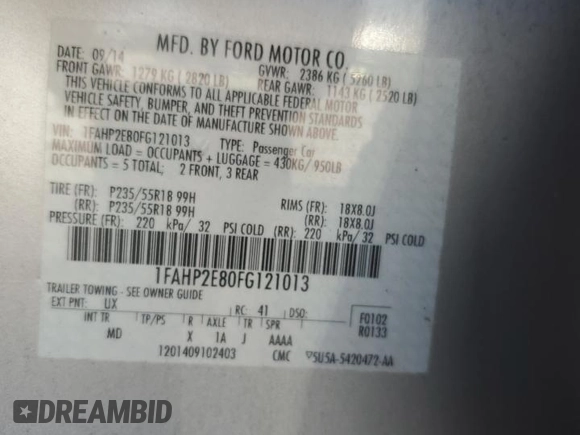 MFD. BY FORD MOTOR CO.
DATE: 09/14 GVWR: 2386 KG ( 5260 LB)
FRONT GAWR: 1279 KG ( 2820 LB) REAR GAWR: 1143 KG ( 2520 LB)
THIS VEHICLE CONFORMS TO ALL APPLICABLE FEDERAL MOTOR
VEHICLE SAFETY, BUMPER, AND THEFT PREVENTION STANDARDS
IN EFFECT ON THE DATE OF MANUFACTURE SHOWN ABOVE.
VIN: 1FAHP2E80FG121013 TYPE: Passenger Car
MAXIMUM LOAD = OCCUPANTS + LUGGAGE = 430KG/ 950LB
OCCUPANTS = 5 TOTAL; 2 FRONT, 3 REAR
TIRE (FR): P235/55R18 99H RIMS (FR): 18X8.0J
(RR): P235/55R18 99H (RR): 18X8.0J
PRESSURE (FR): 220 kPa/ 32 PSI COLD (RR): 220 kPa/ 32 PSI COLD
1FAHP2E80FG121013
TRAILER TOWING - SEE OWNER GUIDE
EXT PNT: UX RC: 41 DSO: F0102
INT TR TP/PS R AXLE TR SPR R0133
MD X 1A J AAAA
1201409102403 CMC 5U5A-5420472-AA
DREAMBID